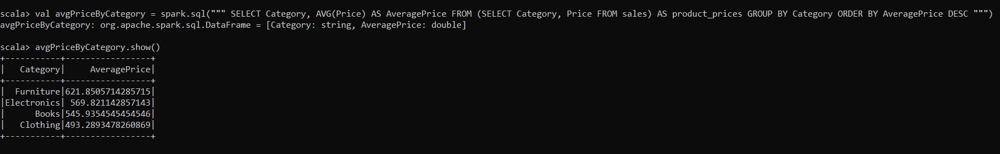 scala> val avgPriceByCategory = spark.sql(""" SELECT Category, AVG(Price) AS AveragePrice FROM (SELECT Category, Price FROM sales) AS product_prices GROUP BY Category ORDER BY AveragePrice DESC """)
avgPriceByCategory: org.apache.spark.sql.DataFrame = [Category: string, AveragePrice: double]

scala> avgPriceByCategory.show()
+-----------+-----------------+
|   Category|     AveragePrice|
+-----------+-----------------+
|  Furniture|621.8505714285715|
|Electronics| 569.821142857143|
|      Books|545.9354545454546|
|   Clothing|493.2893478260869|
+-----------+-----------------+